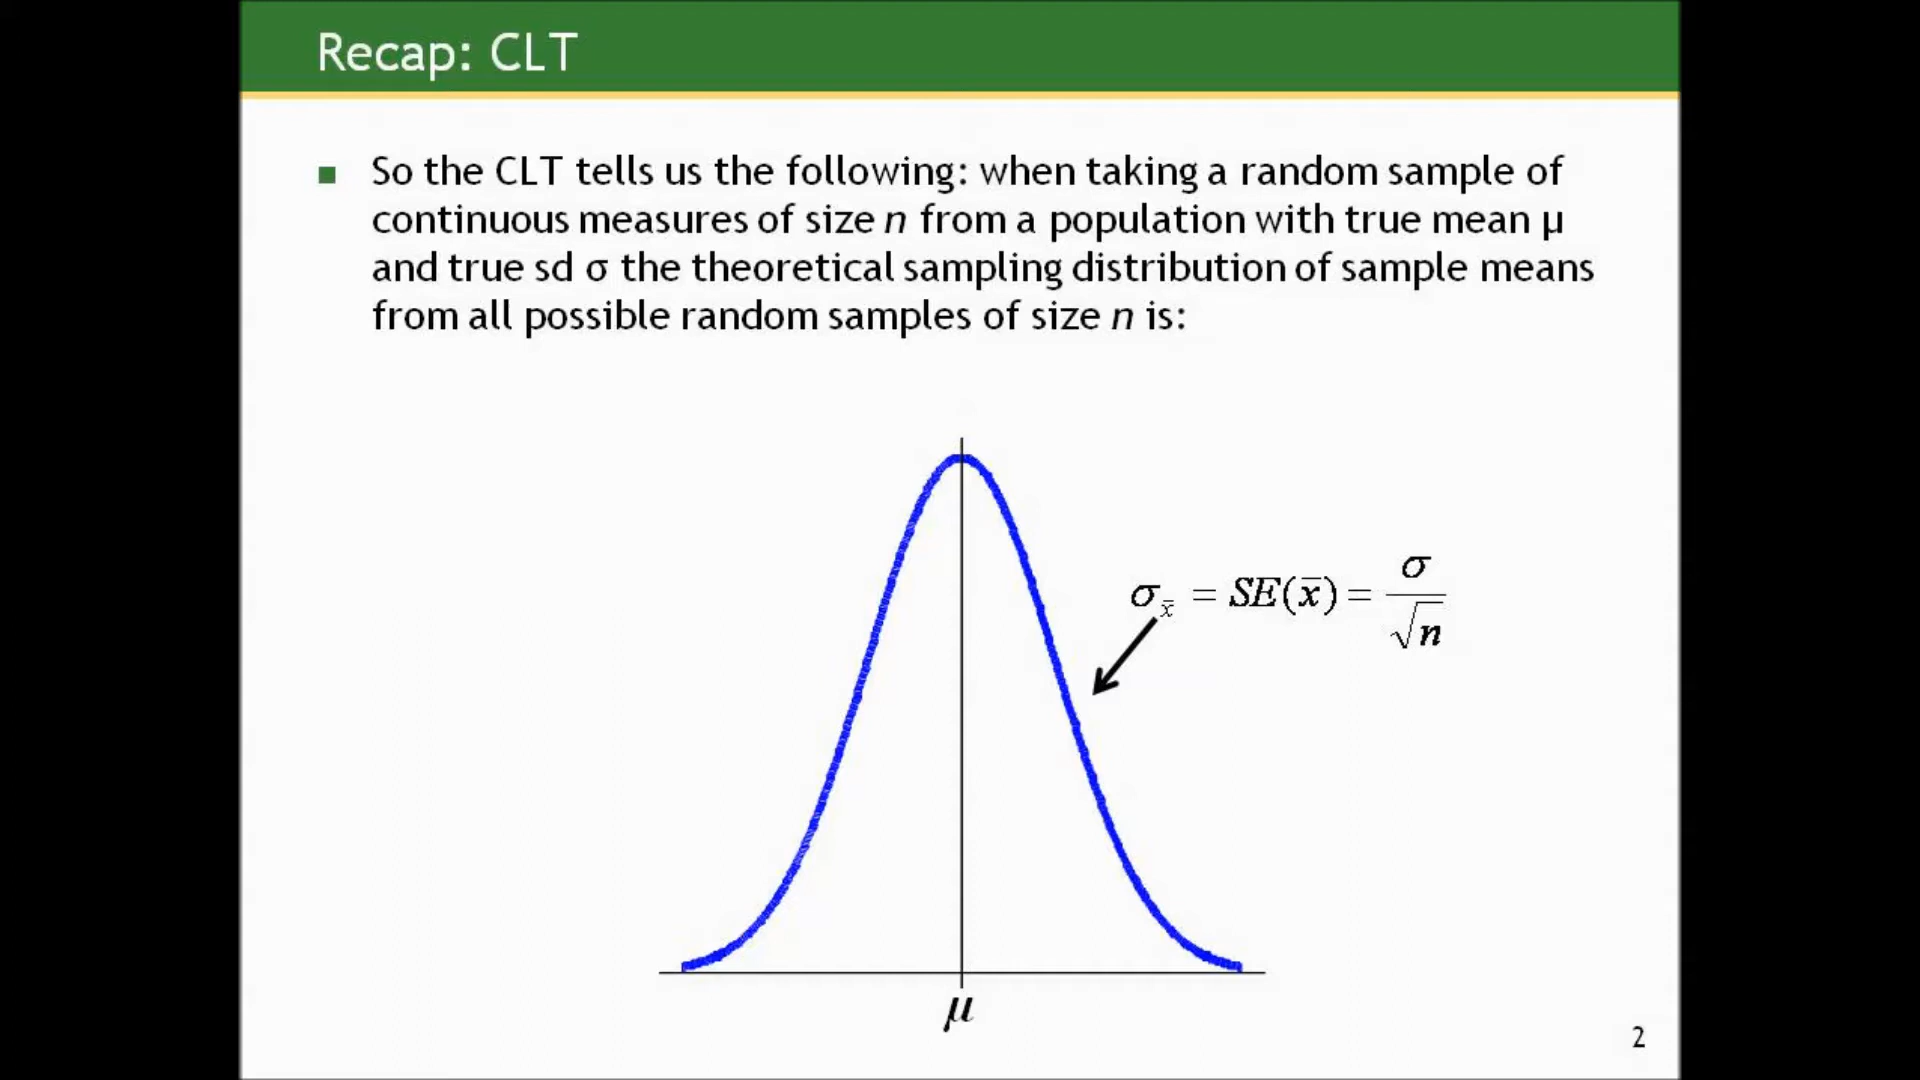 Recap: CLT
So the CLT tells us the following: when taking a random sample of
continuous measures of size n from a population with true mean μ
and true sd σ the theoretical sampling distribution of sample means
from all possible random samples of size n is:
σ_x̄ = SE(x̄) = σ/√n
μ
2